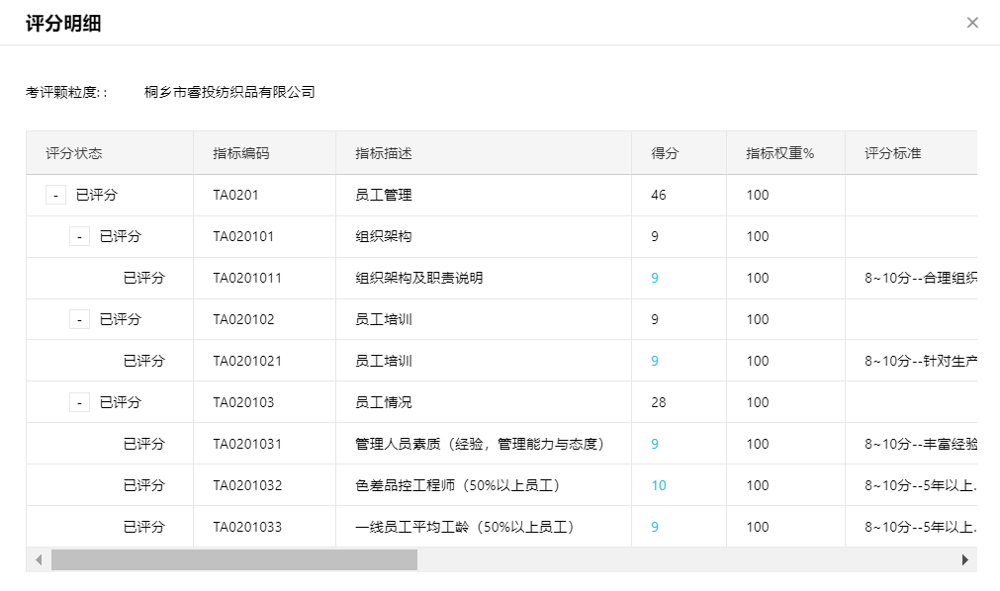 评分明细
×
考评颗粒度: : 桐乡市睿投纺织品有限公司
评分状态 指标编码 指标描述 得分 指标权重% 评分标准
- 已评分 TA0201 员工管理 46 100
- 已评分 TA020101 组织架构 9 100
已评分 TA0201011 组织架构及职责说明 9 100 8~10分--合理组织
- 已评分 TA020102 员工培训 9 100
已评分 TA0201021 员工培训 9 100 8~10分--针对生产
- 已评分 TA020103 员工情况 28 100
已评分 TA0201031 管理人员素质（经验，管理能力与态度） 9 100 8~10分--丰富经验
已评分 TA0201032 色差品控工程师（50%以上员工） 10 100 8~10分--5年以上.
已评分 TA0201033 一线员工平均工龄（50%以上员工） 9 100 8~10分--5年以上.